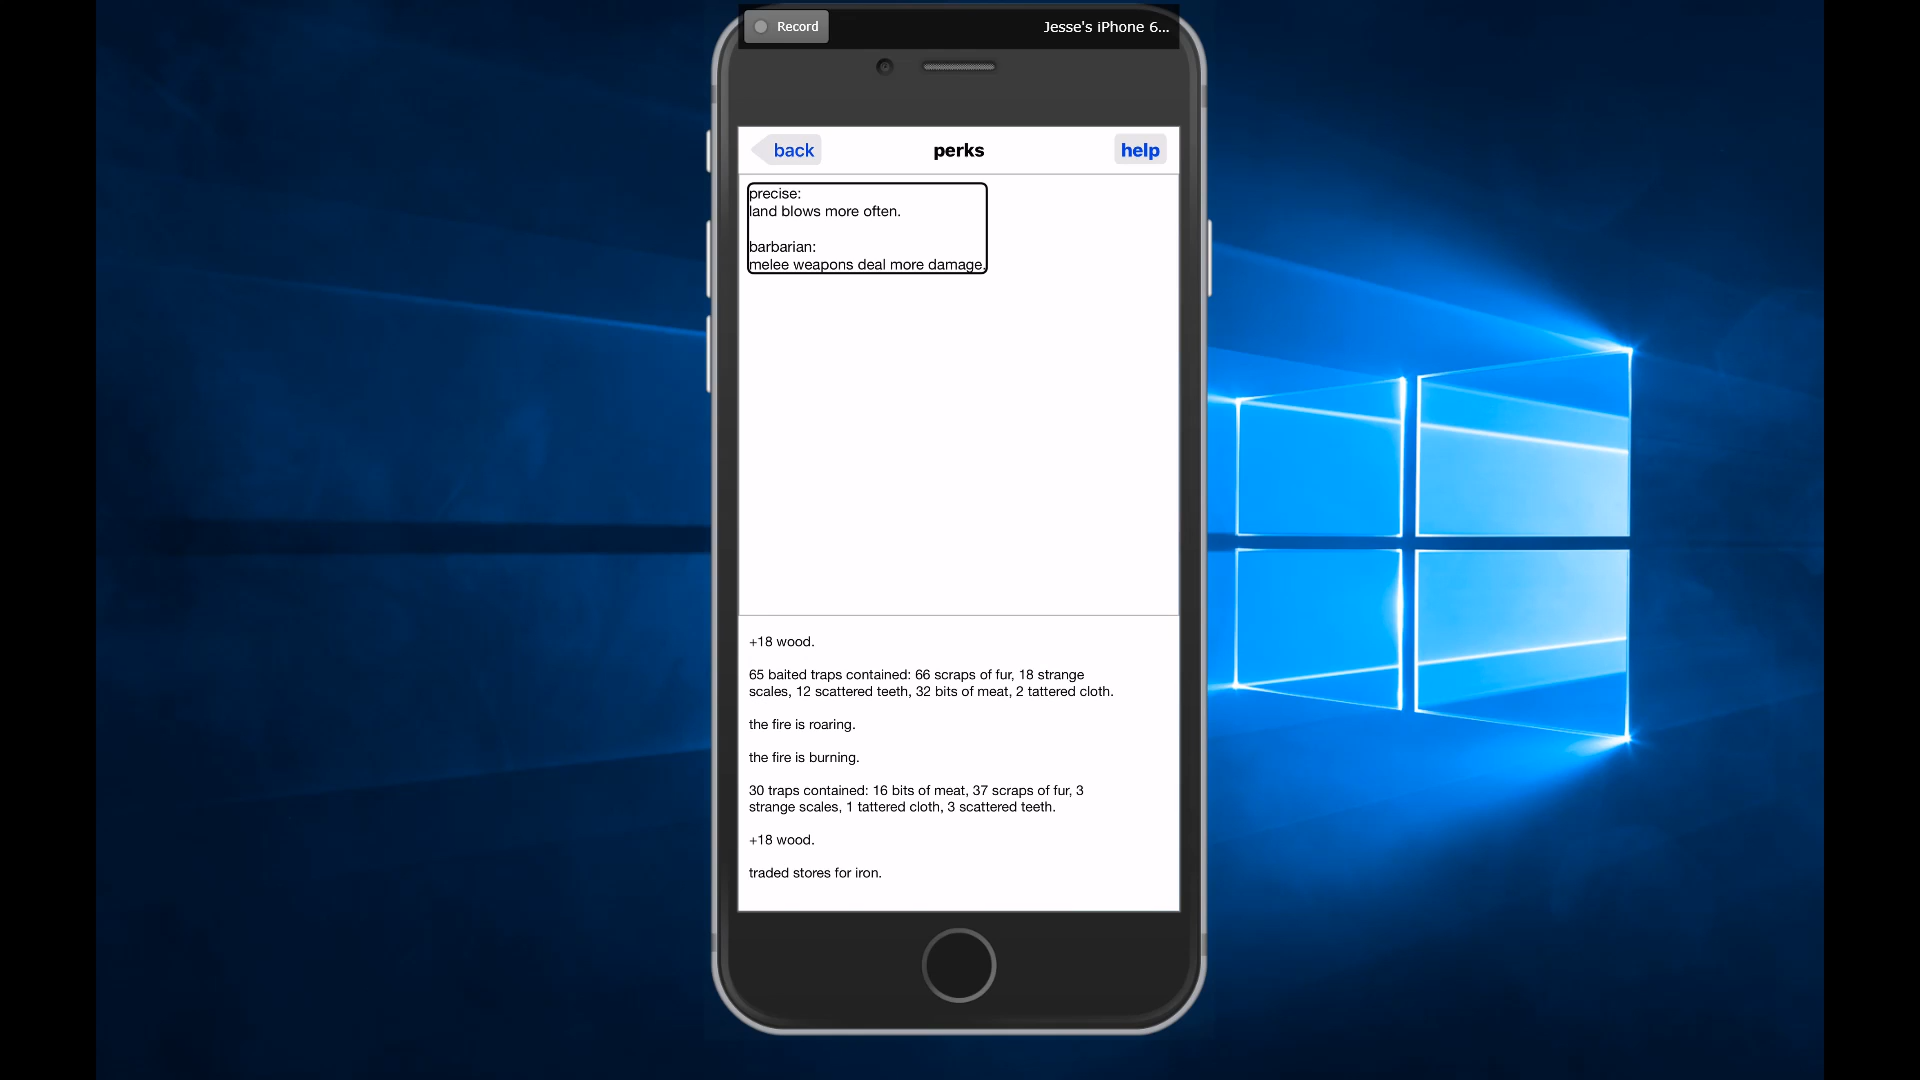 Record
Jesse's iPhone 6...
back
perks
help
precise:
land blows more often.
barbarian:
melee weapons deal more damage.
+18 wood.
65 baited traps contained: 66 scraps of fur, 18 strange
scales, 12 scattered teeth, 32 bits of meat, 2 tattered cloth.
the fire is roaring.
the fire is burning.
30 traps contained: 16 bits of meat, 37 scraps of fur, 3
strange scales, 1 tattered cloth, 3 scattered teeth.
+18 wood.
traded stores for iron.